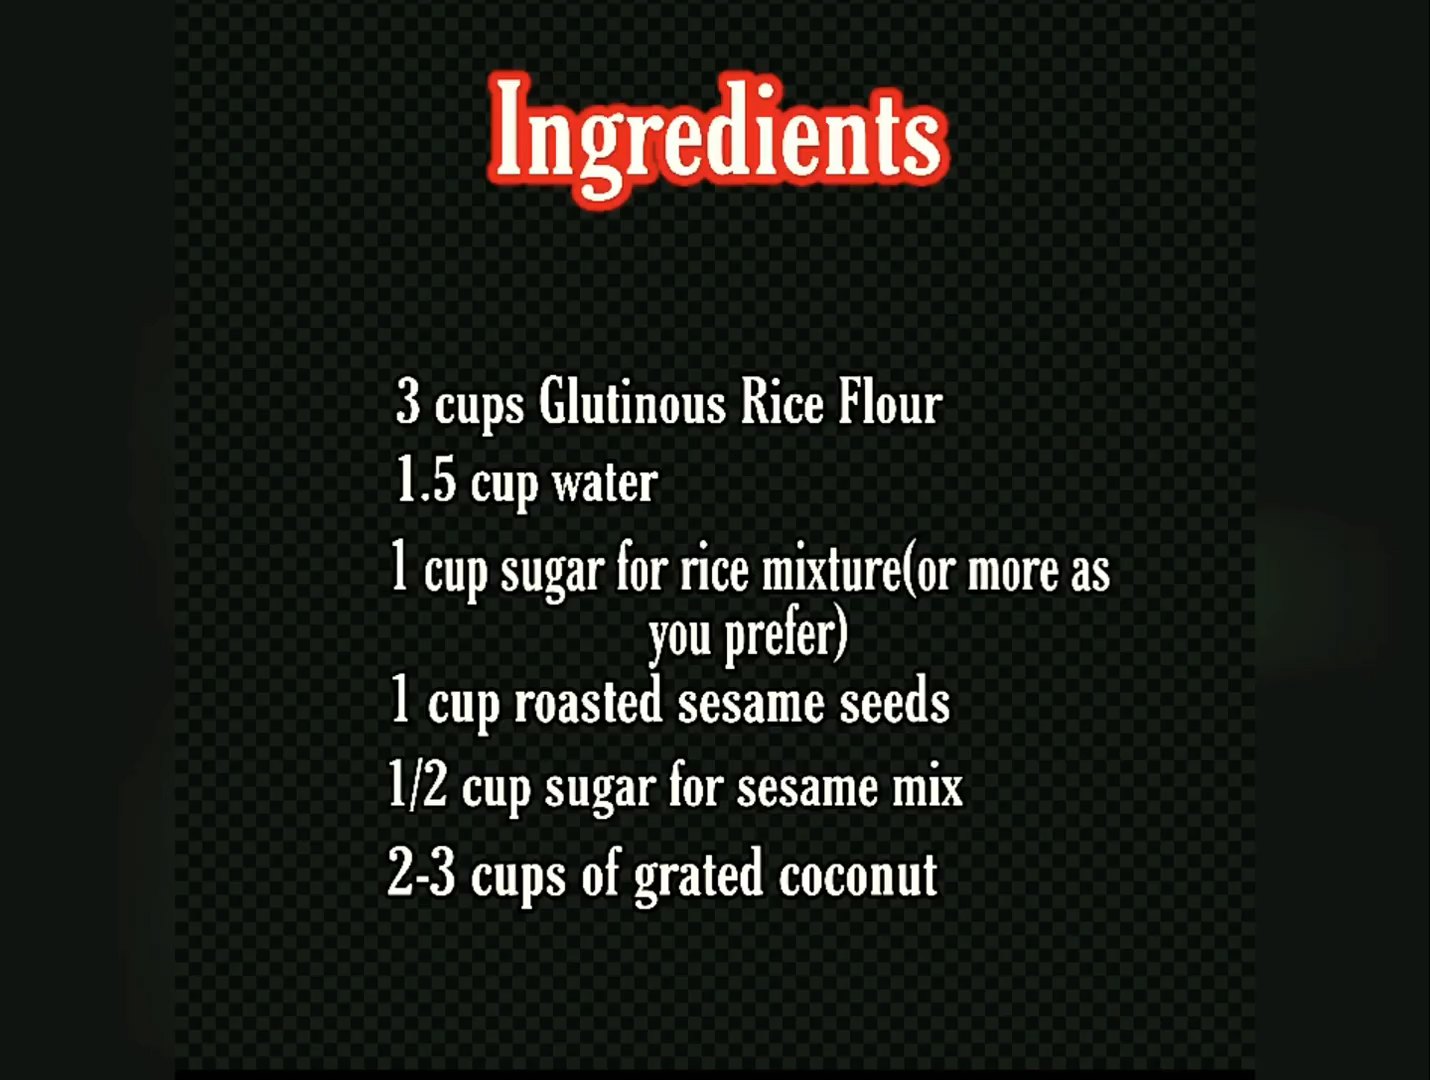 Ingredients
3 cups Glutinous Rice Flour
1.5 cup water
1 cup sugar for rice mixture(or more as
you prefer)
1 cup roasted sesame seeds
1/2 cup sugar for sesame mix
2-3 cups of grated coconut